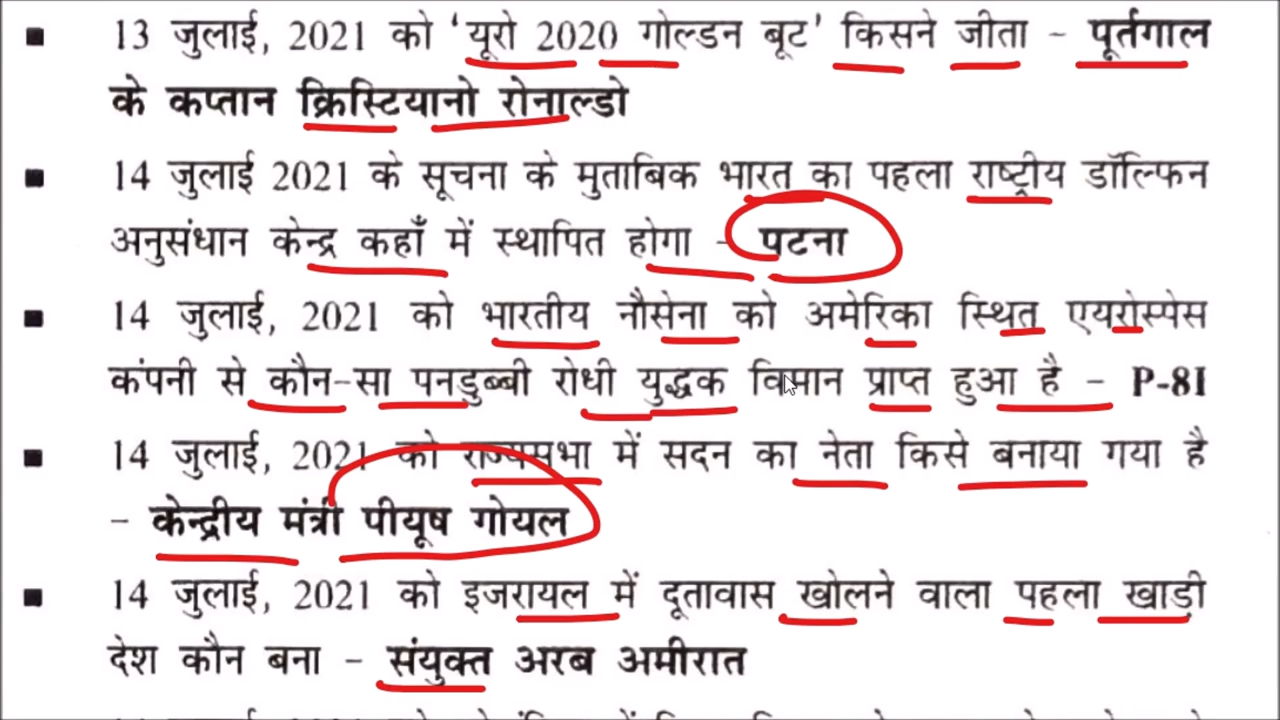 ▪ 13 जुलाई, 2021 को 'यूरो 2020 गोल्डन बूट' किसने जीता - पूर्तगाल
के कप्तान क्रिस्टियानो रोनाल्डो
▪ 14 जुलाई 2021 के सूचना के मुताबिक भारत का पहला राष्ट्रीय डॉल्फिन
अनुसंधान केन्द्र कहाँ में स्थापित होगा - पटना
▪ 14 जुलाई, 2021 को भारतीय नौसेना को अमेरिका स्थित एयरोस्पेस
कंपनी से कौन-सा पनडुब्बी रोधी युद्धक विमान प्राप्त हुआ है - P-8I
▪ 14 जुलाई, 2021 को राज्यसभा में सदन का नेता किसे बनाया गया है
- केन्द्रीय मंत्री पीयूष गोयल
▪ 14 जुलाई, 2021 को इजरायल में दूतावास खोलने वाला पहला खाड़ी
देश कौन बना - संयुक्त अरब अमीरात